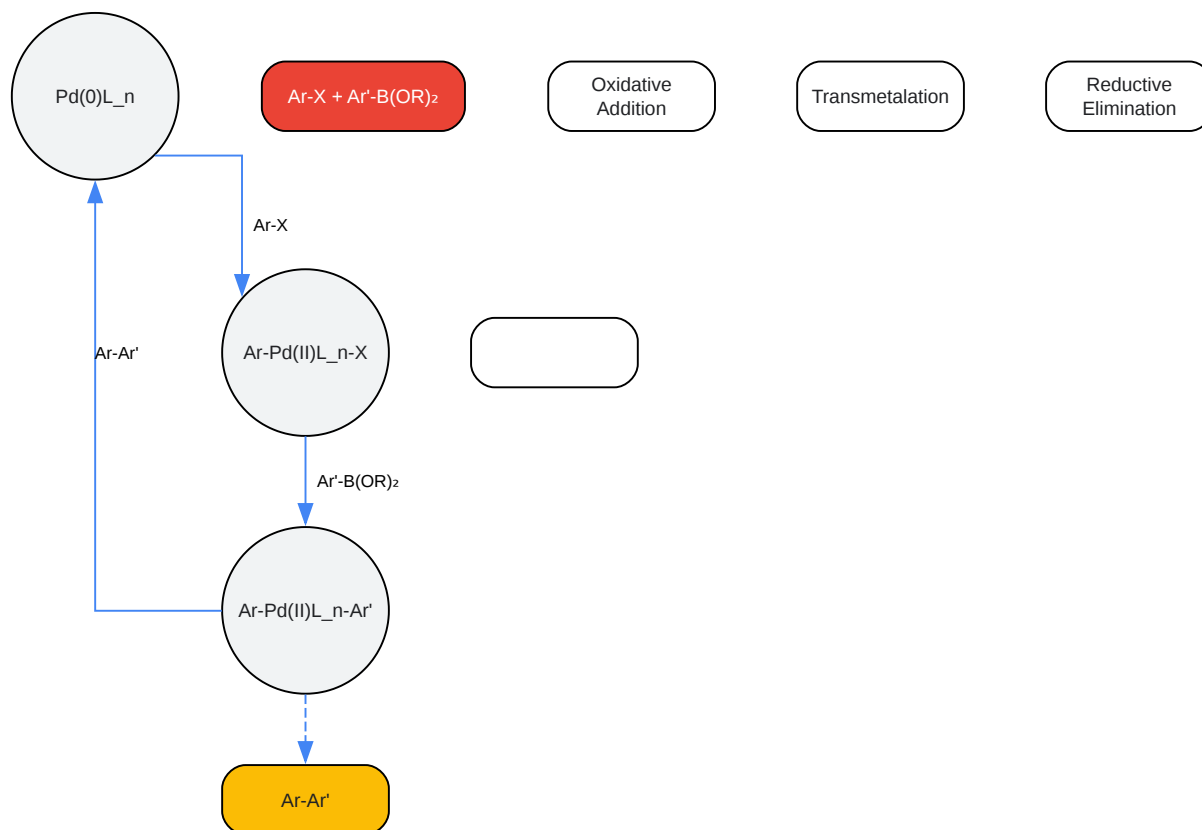 Pd(0)L_n
Ar-X + Ar'-B(OR)₂
Oxidative
Addition
Transmetalation
Reductive
Elimination
Ar-X
Ar-Ar'
Ar-Pd(II)L_n-X
Ar'-B(OR)₂
Ar-Pd(II)L_n-Ar'
Ar-Ar'